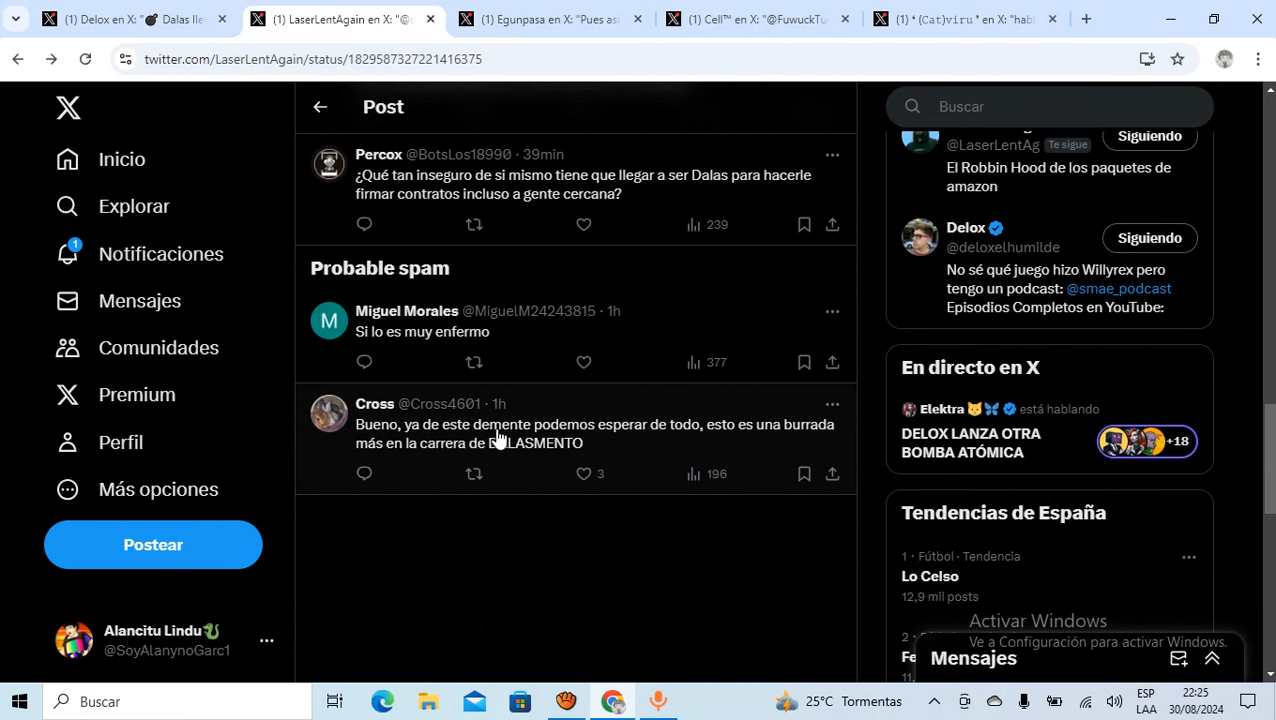 (1) Delox en X: "💣 Dalas lle
(1) LaserLentAgain en X: "@c
(1) Egunpasa en X: "Pues así
(1) Cell™ en X: "@FuwuckTul
(1) ❛ (Cat)viru ❜ en X: "habl
twitter.com/LaserLentAgain/status/1829587327221416375
Inicio
Explorar
1
Notificaciones
Mensajes
Comunidades
Premium
Perfil
Más opciones
Postear
Alancitu Lindu🐉
@SoyAlanynoGarc1
Post
Percox @BotsLos18990 · 39min
¿Qué tan inseguro de si mismo tiene que llegar a ser Dalas para hacerle
firmar contratos incluso a gente cercana?
239
Probable spam
M
Miguel Morales @MiguelM24243815 · 1h
Si lo es muy enfermo
377
Cross @Cross4601 · 1h
Bueno, ya de este demente podemos esperar de todo, esto es una burrada
más en la carrera de DALASMENTO
3 196
Buscar
@LaserLentAg Te sigue
Siguiendo
El Robbin Hood de los paquetes de
amazon
Delox
@deloxelhumilde
Siguiendo
No sé qué juego hizo Willyrex pero
tengo un podcast: @smae_podcast
Episodios Completos en YouTube:
En directo en X
Elektra 🐱🦋 está hablando
DELOX LANZA OTRA
BOMBA ATÓMICA
+18
Tendencias de España
1 · Fútbol · Tendencia
Lo Celso
12,9 mil posts
Activar Windows
Ve a Configuración para activar Windows.
Mensajes
Buscar
25°C Tormentas
ESP
LAA
22:25
30/08/2024